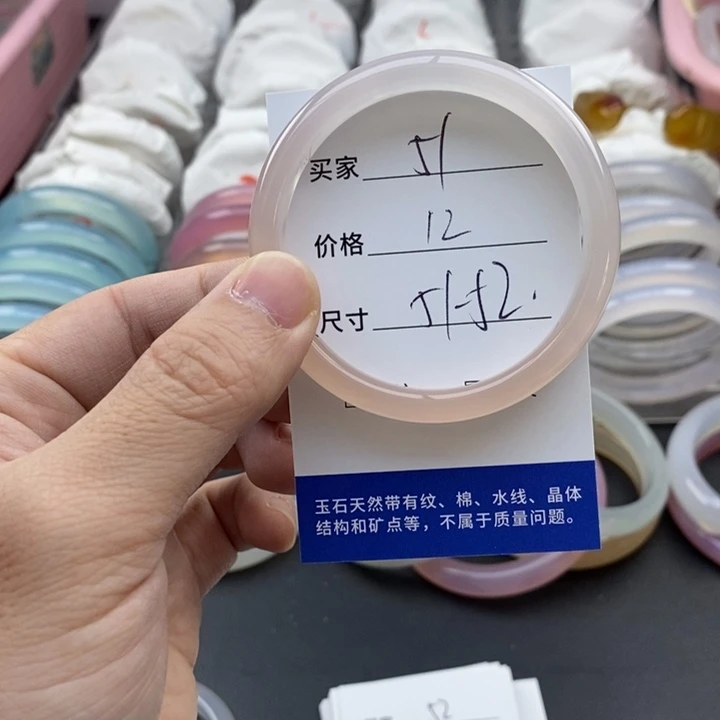 买家 51
价格 12
尺寸 51-52.
玉石天然带有纹、棉、水线、晶体
结构和矿点等，不属于质量问题。
52